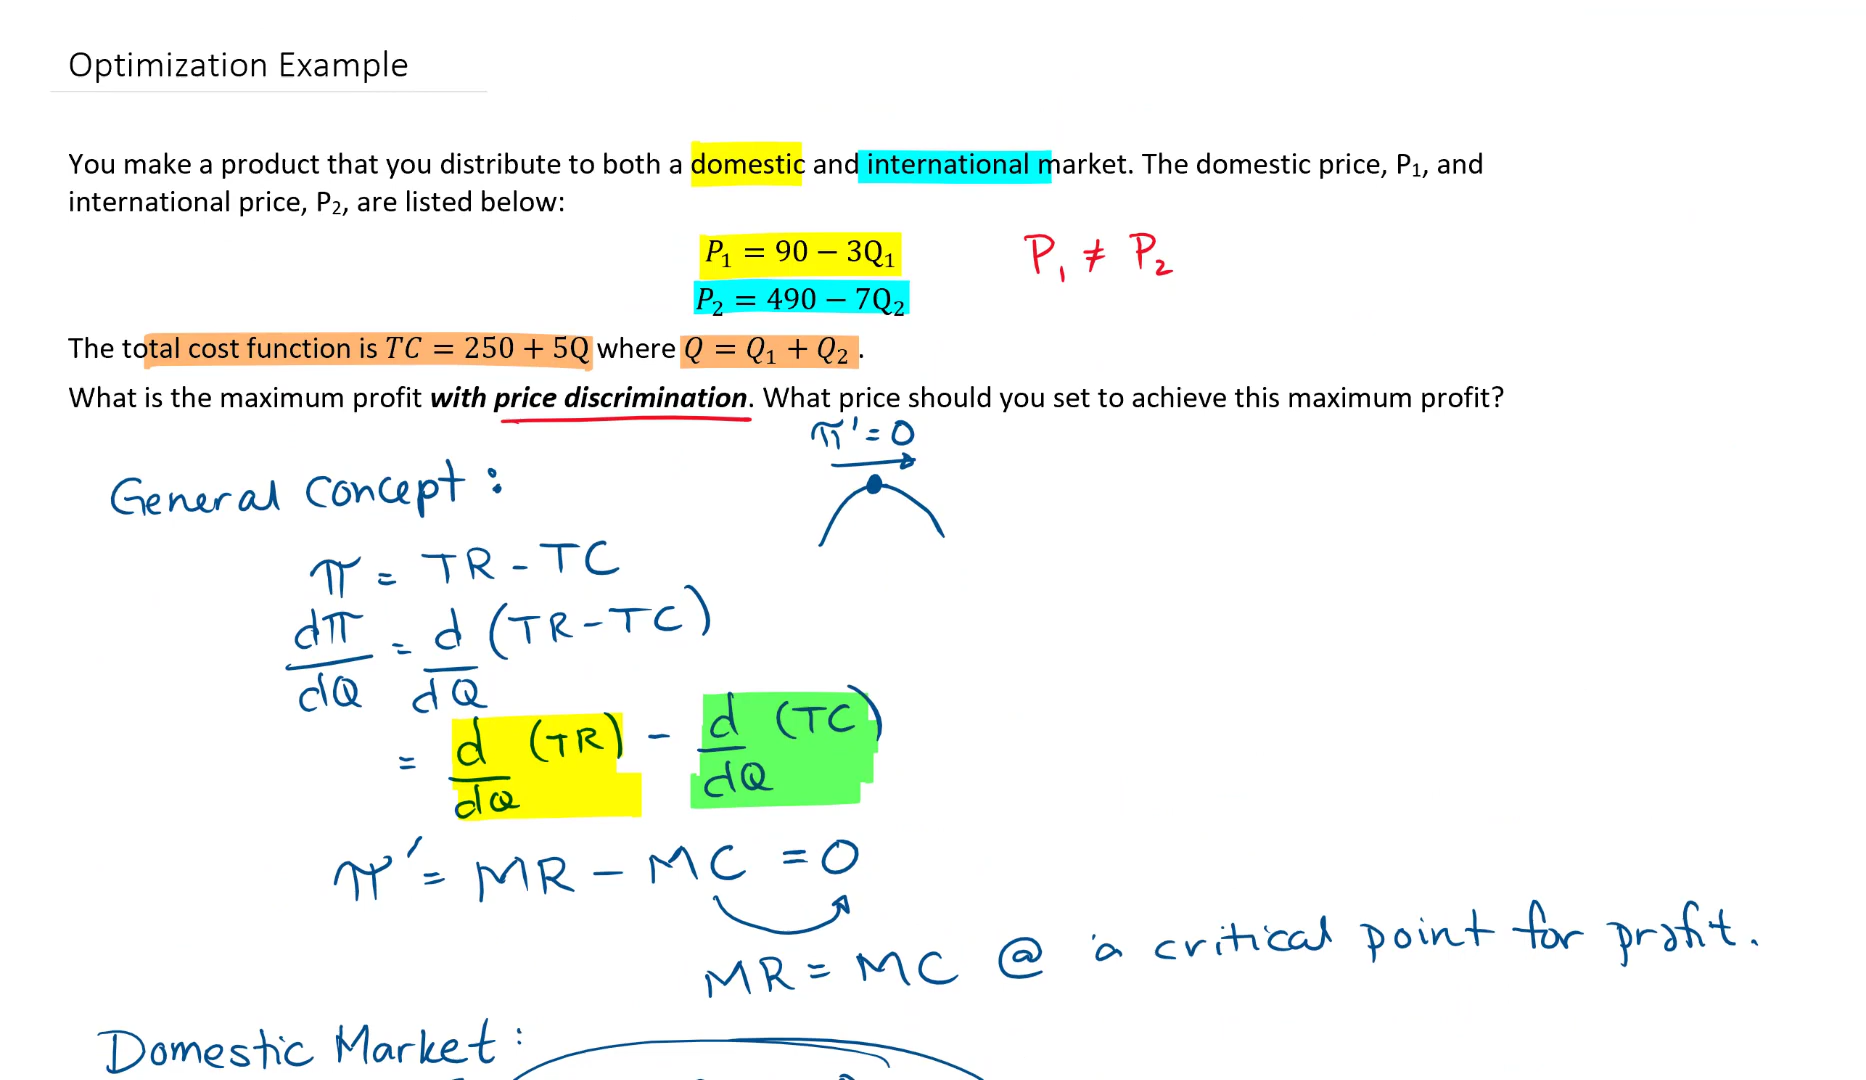 Optimization Example
You make a product that you distribute to both a domestic and international market. The domestic price, P₁, and
international price, P₂, are listed below:
P₁ = 90 − 3Q₁
P₁ ≠ P₂
P₂ = 490 − 7Q₂
The total cost function is TC = 250 + 5Q where Q = Q₁ + Q₂ .
What is the maximum profit with price discrimination. What price should you set to achieve this maximum profit?
π' = 0
General Concept :
π = TR - TC
dπ/dQ = d/dQ (TR - TC)
= d/dQ (TR) - d/dQ (TC)
π' = MR - MC = 0
MR = MC @ a critical point for profit.
Domestic Market :